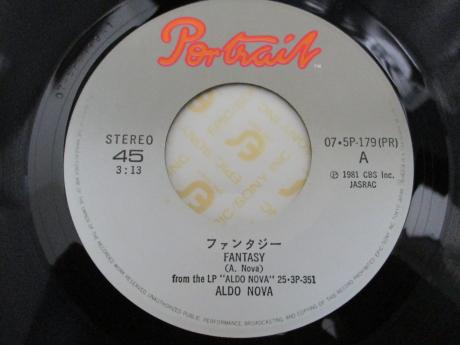 Portrait
TM
STEREO
45
3:13
07・5P-179(PR)
A
Ⓟ 1981 CBS Inc.
JASRAC
ファンタジー
FANTASY
(A. Nova)
from the LP "ALDO NOVA" 25・3P-351
ALDO NOVA